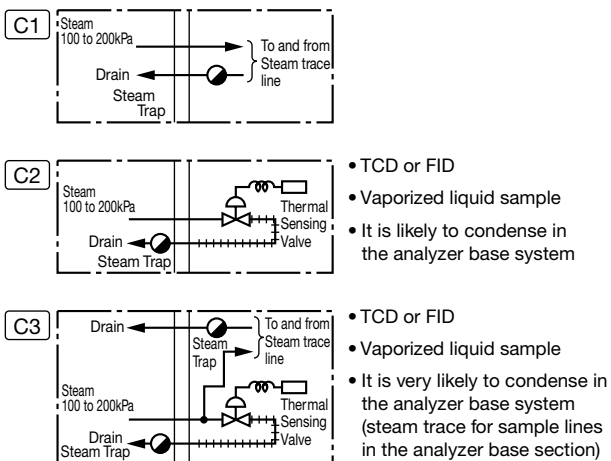 C1
Steam
100 to 200kPa
To and from
Steam trace
line
Drain
Steam
Trap
C2
Steam
100 to 200kPa
Thermal
Sensing
Valve
Drain
Steam Trap
• TCD or FID
• Vaporized liquid sample
• It is likely to condense in
the analyzer base system
C3
Drain
Steam
Trap
To and from
Steam trace
line
Steam
100 to 200kPa
Thermal
Sensing
Valve
Drain
Steam Trap
• TCD or FID
• Vaporized liquid sample
• It is very likely to condense in
the analyzer base system
(steam trace for sample lines
in the analyzer base section)